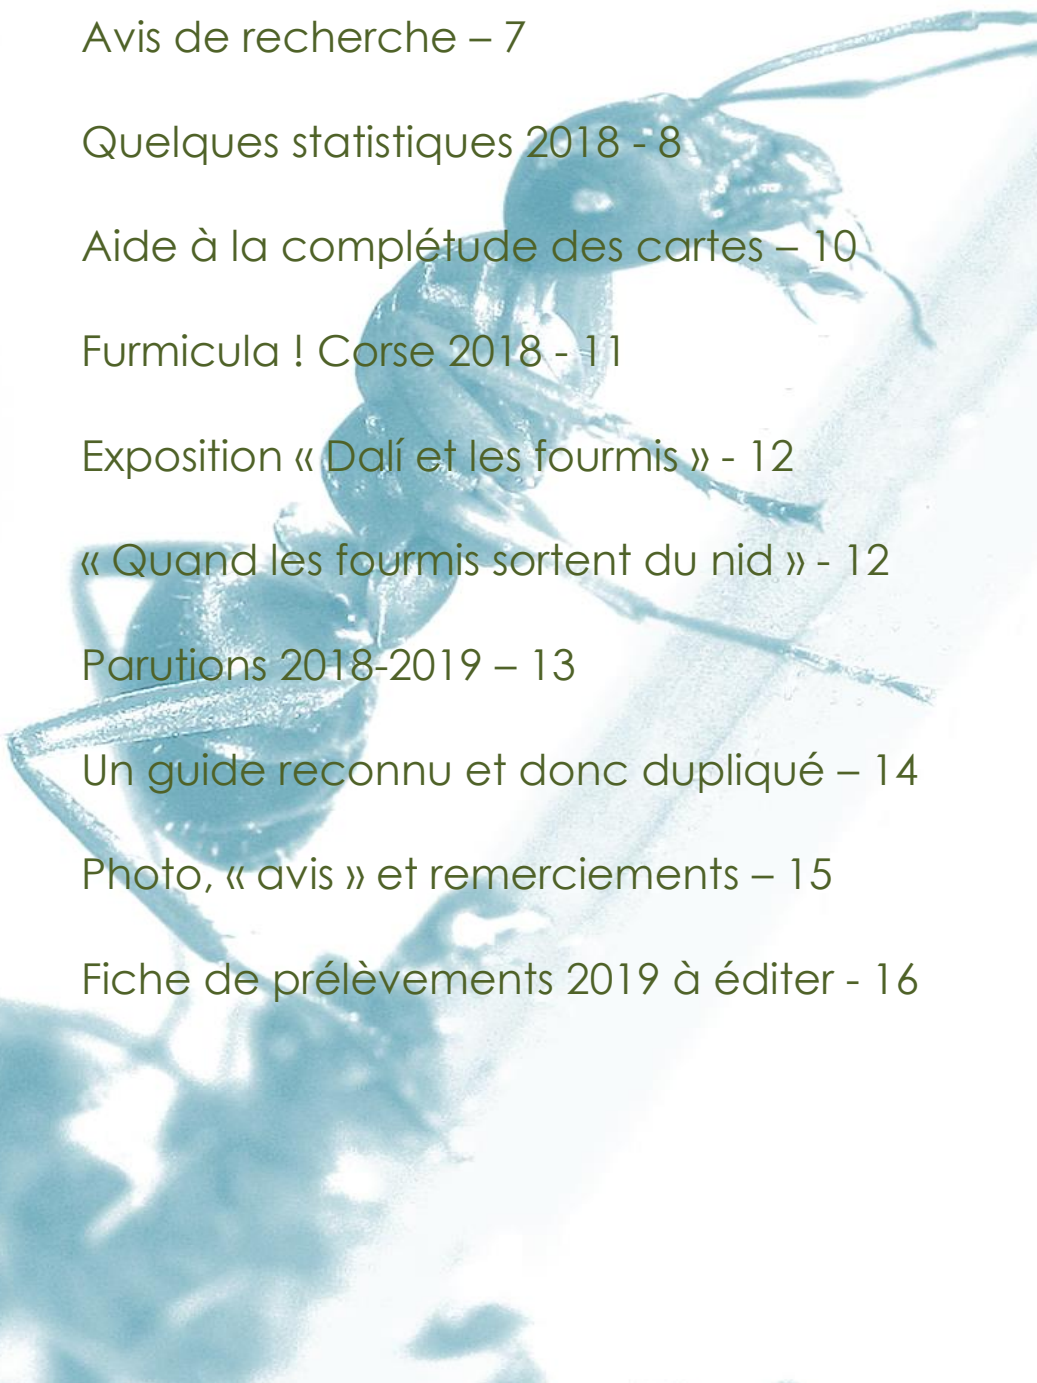 Avis de recherche – 7
Quelques statistiques 2018 - 8
Aide à la complétude des cartes – 10
Furmicula ! Corse 2018 - 11
Exposition « Dalí et les fourmis » - 12
« Quand les fourmis sortent du nid » - 12
Parutions 2018-2019 – 13
Un guide reconnu et donc dupliqué – 14
Photo, « avis » et remerciements – 15
Fiche de prélèvements 2019 à éditer - 16